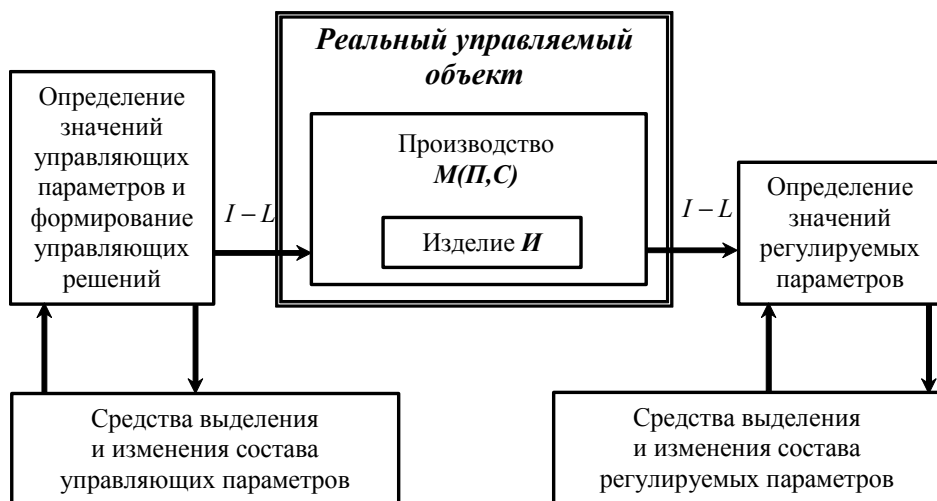 Реальный управляемый
объект
Определение
значений
управляющих
параметров и
формирование
управляющих
решений
I – L
Производство
М(П,С)
Изделие И
I – L
Определение
значений
регулируемых
параметров
Средства выделения
и изменения состава
управляющих параметров
Средства выделения
и изменения состава
регулируемых параметров